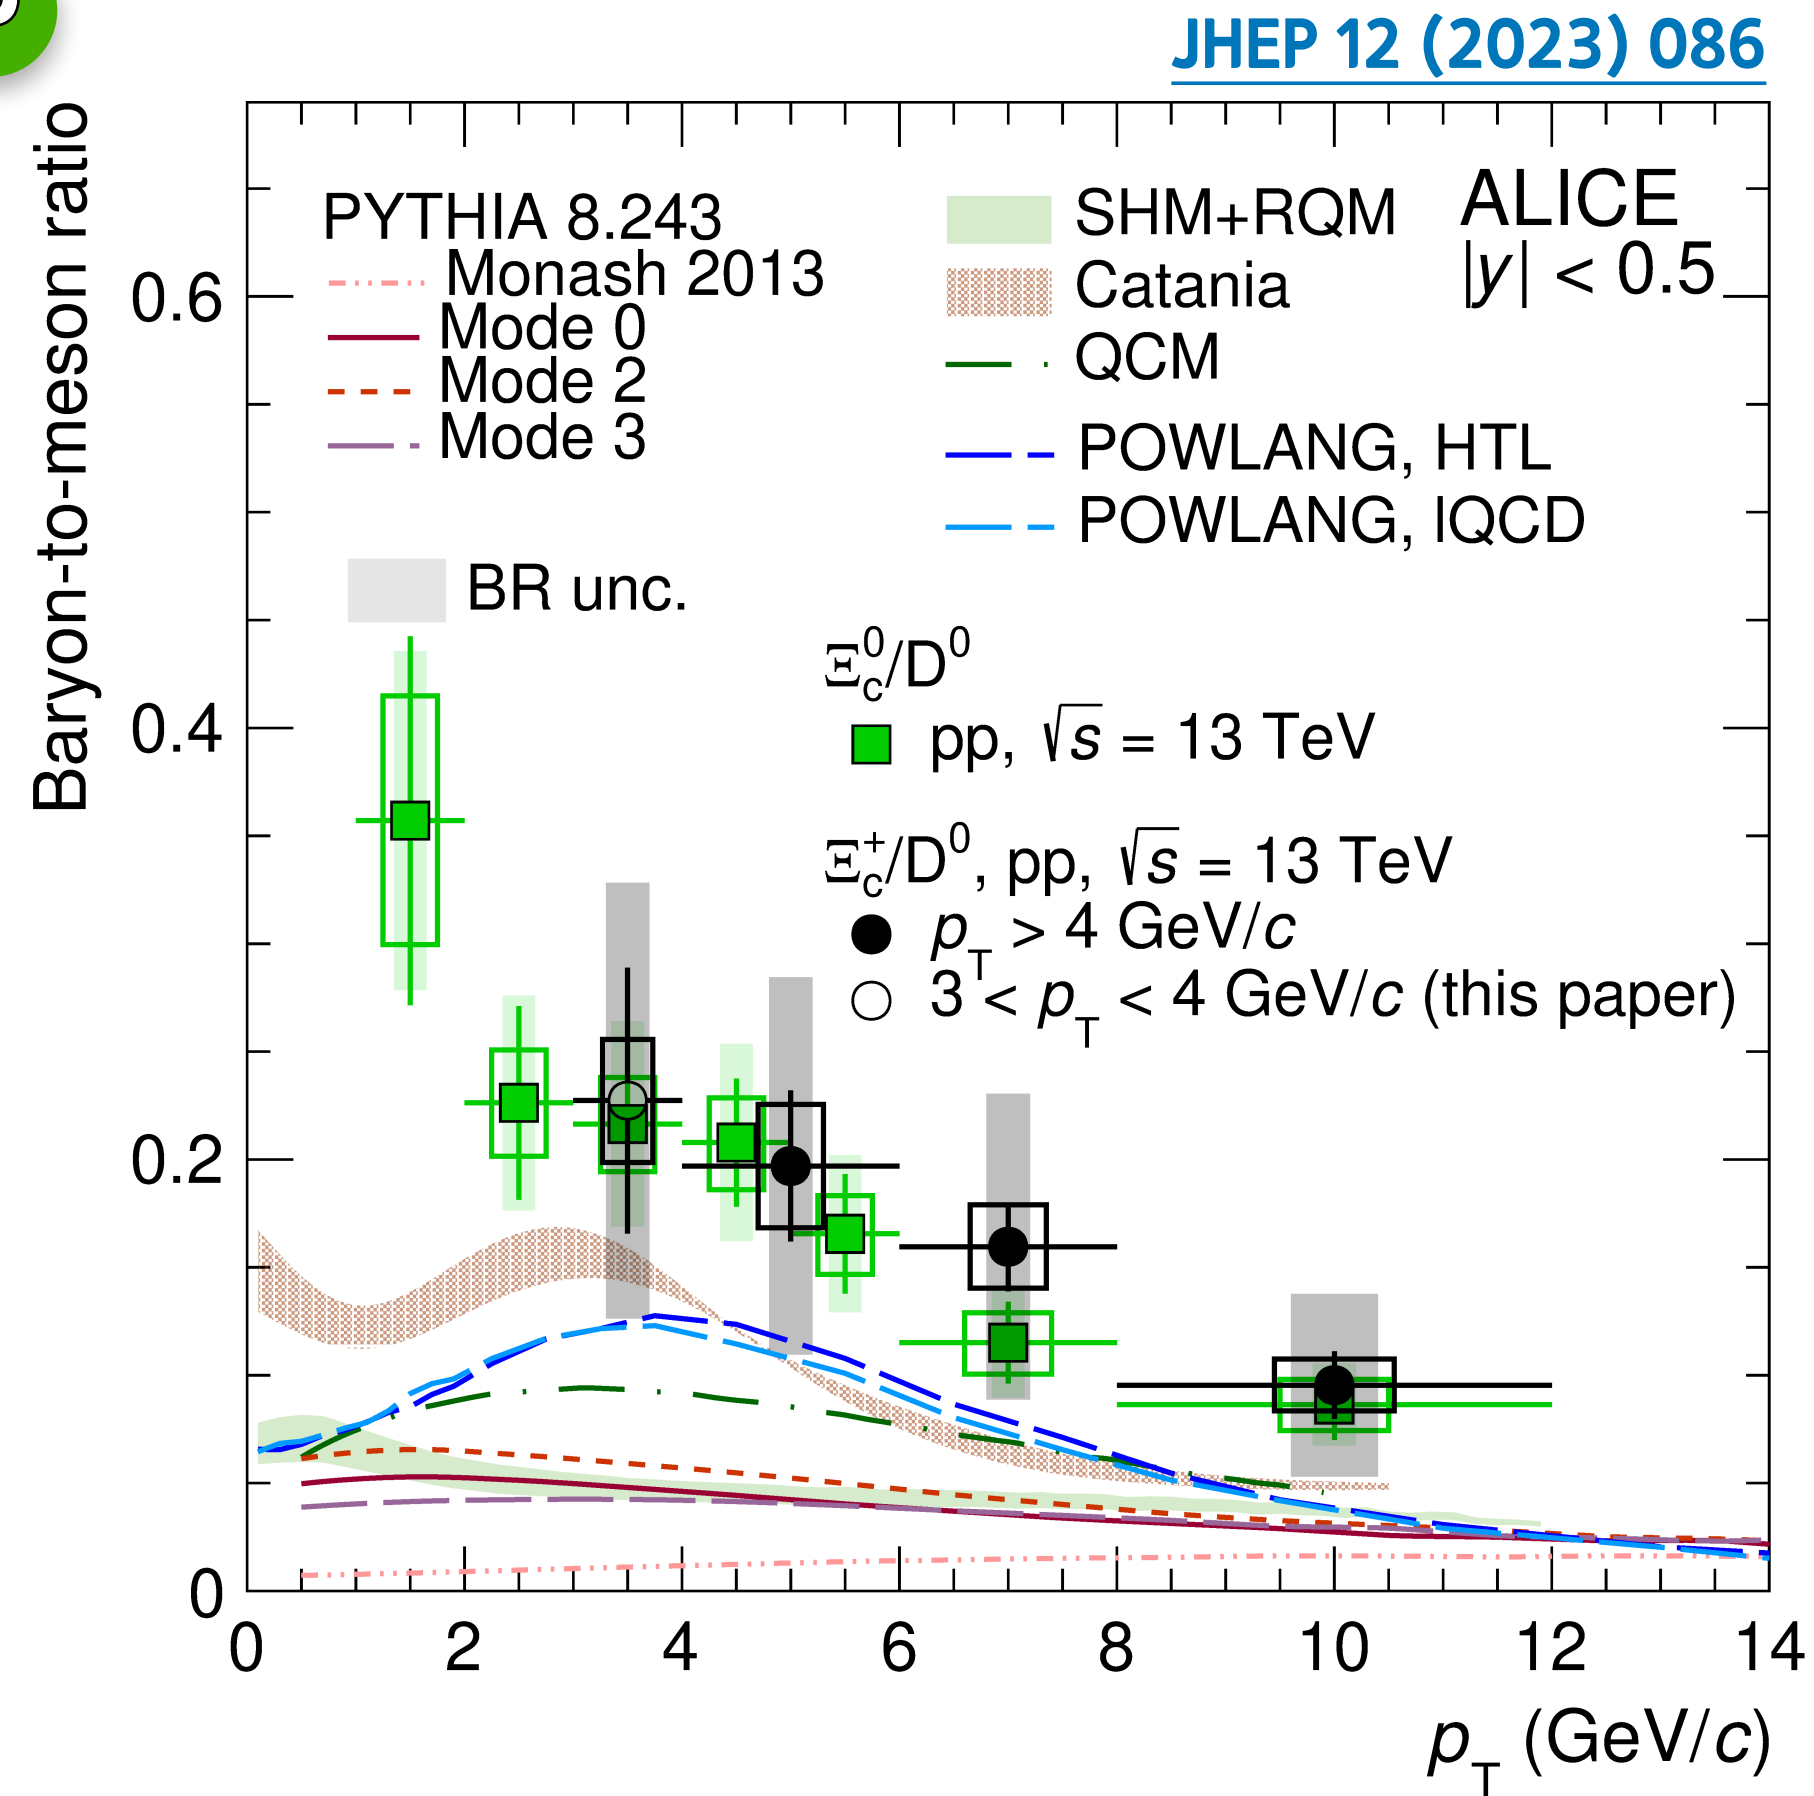 JHEP 12 (2023) 086
Baryon-to-meson ratio
PYTHIA 8.243
Monash 2013
Mode 0
Mode 2
Mode 3
SHM+RQM
Catania
QCM
POWLANG, HTL
POWLANG, lQCD
ALICE
|y| < 0.5
BR unc.
Ξc⁰/D⁰
pp, √s = 13 TeV
Ξc⁺/D⁰, pp, √s = 13 TeV
pT > 4 GeV/c
3 < pT < 4 GeV/c (this paper)
0.6
0.4
0.2
0
0 2 4 6 8 10 12 14
pT (GeV/c)